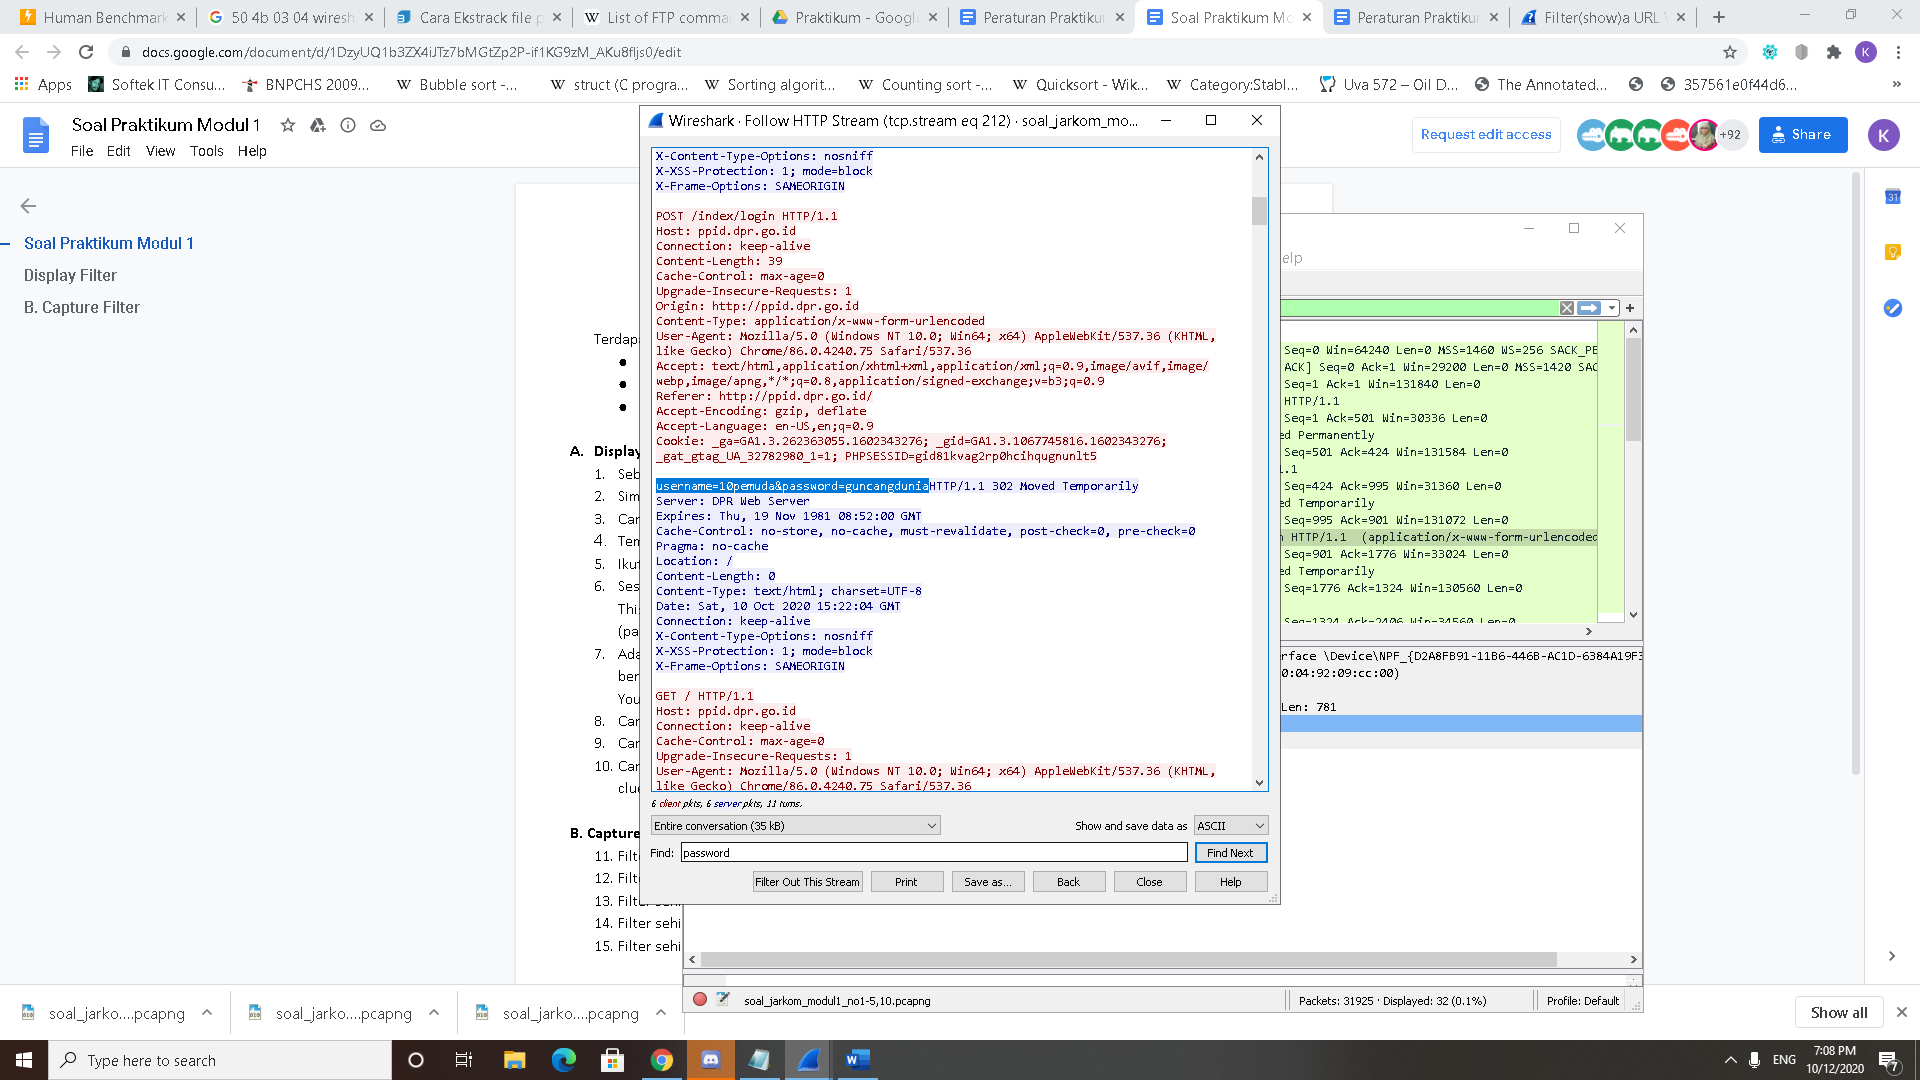 Human Benchmark
50 4b 03 04 wiresh
Cara Ekstrack file p
List of FTP comma
Praktikum - Google
Peraturan Praktikur
Soal Praktikum Mo
Peraturan Praktikur
Filter(show)a URL
docs.google.com/document/d/1DzyUQ1b3ZX4iJTz7bMGtZp2P-if1KG9zM_AKu8fljs0/edit
Apps
Softek IT Consu...
BNPCHS 2009...
Bubble sort -...
struct (C progra...
Sorting algorit...
Counting sort -...
Quicksort - Wik...
Category:Stabl...
Uva 572 – Oil D...
The Annotated...
357561e0f44d6...
»
Soal Praktikum Modul 1
File Edit View Tools Help
Request edit access
+92
Share
K
Soal Praktikum Modul 1
Display Filter
B. Capture Filter
Terdapa
A. Display
1. Seb
2. Sim
3. Car
4. Tem
5. Ikut
6. Ses
This
(pa
7. Ada
ber
You
8. Car
9. Car
10. Car
clue
B. Capture
11. Filte
12. Filte
13. Filte
14. Filter sehi
15. Filter sehi
Wireshark · Follow HTTP Stream (tcp.stream eq 212) · soal_jarkom_mo...
X-Content-Type-Options: nosniff
X-XSS-Protection: 1; mode=block
X-Frame-Options: SAMEORIGIN
POST /index/login HTTP/1.1
Host: ppid.dpr.go.id
Connection: keep-alive
Content-Length: 39
Cache-Control: max-age=0
Upgrade-Insecure-Requests: 1
Origin: http://ppid.dpr.go.id
Content-Type: application/x-www-form-urlencoded
User-Agent: Mozilla/5.0 (Windows NT 10.0; Win64; x64) AppleWebKit/537.36 (KHTML,
like Gecko) Chrome/86.0.4240.75 Safari/537.36
Accept: text/html,application/xhtml+xml,application/xml;q=0.9,image/avif,image/
webp,image/apng,*/*;q=0.8,application/signed-exchange;v=b3;q=0.9
Referer: http://ppid.dpr.go.id/
Accept-Encoding: gzip, deflate
Accept-Language: en-US,en;q=0.9
Cookie: _ga=GA1.3.262363055.1602343276; _gid=GA1.3.1067745816.1602343276;
_gat_gtag_UA_32782980_1=1; PHPSESSID=gid81kvag2rp0hcihqugnunlt5
username=10pemuda&password=guncangduniaHTTP/1.1 302 Moved Temporarily
Server: DPR Web Server
Expires: Thu, 19 Nov 1981 08:52:00 GMT
Cache-Control: no-store, no-cache, must-revalidate, post-check=0, pre-check=0
Pragma: no-cache
Location: /
Content-Length: 0
Content-Type: text/html; charset=UTF-8
Date: Sat, 10 Oct 2020 15:22:04 GMT
Connection: keep-alive
X-Content-Type-Options: nosniff
X-XSS-Protection: 1; mode=block
X-Frame-Options: SAMEORIGIN
GET / HTTP/1.1
Host: ppid.dpr.go.id
Connection: keep-alive
Cache-Control: max-age=0
Upgrade-Insecure-Requests: 1
User-Agent: Mozilla/5.0 (Windows NT 10.0; Win64; x64) AppleWebKit/537.36 (KHTML,
like Gecko) Chrome/86.0.4240.75 Safari/537.36
6 client pkts, 6 server pkts, 11 turns.
Entire conversation (35 kB)
Show and save data as ASCII
Find: password
Find Next
Filter Out This Stream
Print
Save as...
Back
Close
Help
elp
Seq=0 Win=64240 Len=0 MSS=1460 WS=256 SACK_PE
ACK] Seq=0 Ack=1 Win=29200 Len=0 MSS=1420 SAC
Seq=1 Ack=1 Win=131840 Len=0
HTTP/1.1
Seq=1 Ack=501 Win=30336 Len=0
ed Permanently
Seq=501 Ack=424 Win=131584 Len=0
.1
Seq=424 Ack=995 Win=31360 Len=0
ed Temporarily
Seq=995 Ack=901 Win=131072 Len=0
n HTTP/1.1 (application/x-www-form-urlencoded
Seq=901 Ack=1776 Win=33024 Len=0
ed Temporarily
Seq=1776 Ack=1324 Win=130560 Len=0
Seq=1324 Ack=2406 Win=34560 Len=0
erface \Device\NPF_{D2A8FB91-11B6-446B-AC1D-6384A19F3
0:04:92:09:cc:00)
Len: 781
soal_jarkom_modul1_no1-5,10.pcapng
Packets: 31925 · Displayed: 32 (0.1%)
Profile: Default
soal_jarko....pcapng
soal_jarko....pcapng
soal_jarko....pcapng
Show all
Type here to search
ENG
7:08 PM
10/12/2020
7